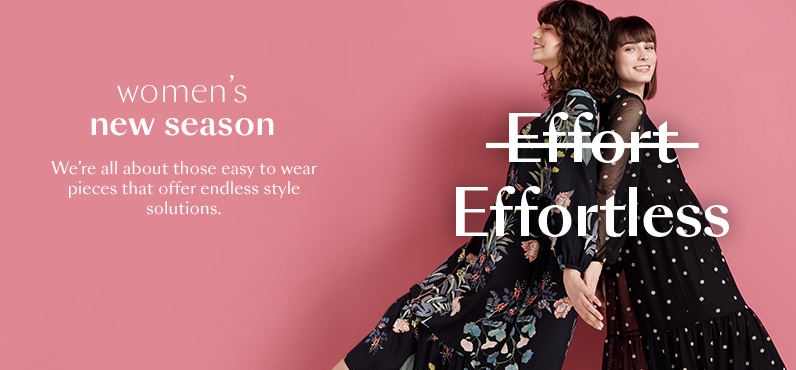 women’s
new season
We’re all about those easy to wear
pieces that offer endless style
solutions.
Effort
Effortless